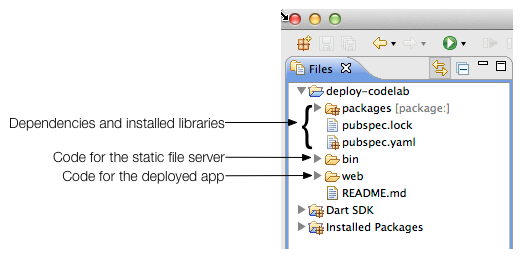 Files
deploy-codelab
packages [package:]
Dependencies and installed libraries
pubspec.lock
pubspec.yaml
Code for the static file server
bin
Code for the deployed app
web
README.md
Dart SDK
Installed Packages